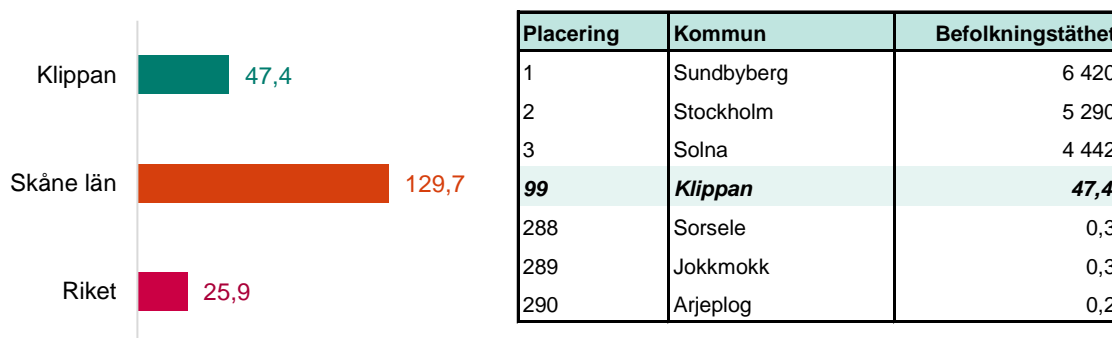 Klippan 47,4
Skåne län 129,7
Riket 25,9
Placering Kommun Befolkningstäthet
1 Sundbyberg 6 420
2 Stockholm 5 290
3 Solna 4 442
99 Klippan 47,4
288 Sorsele 0,3
289 Jokkmokk 0,3
290 Arjeplog 0,2